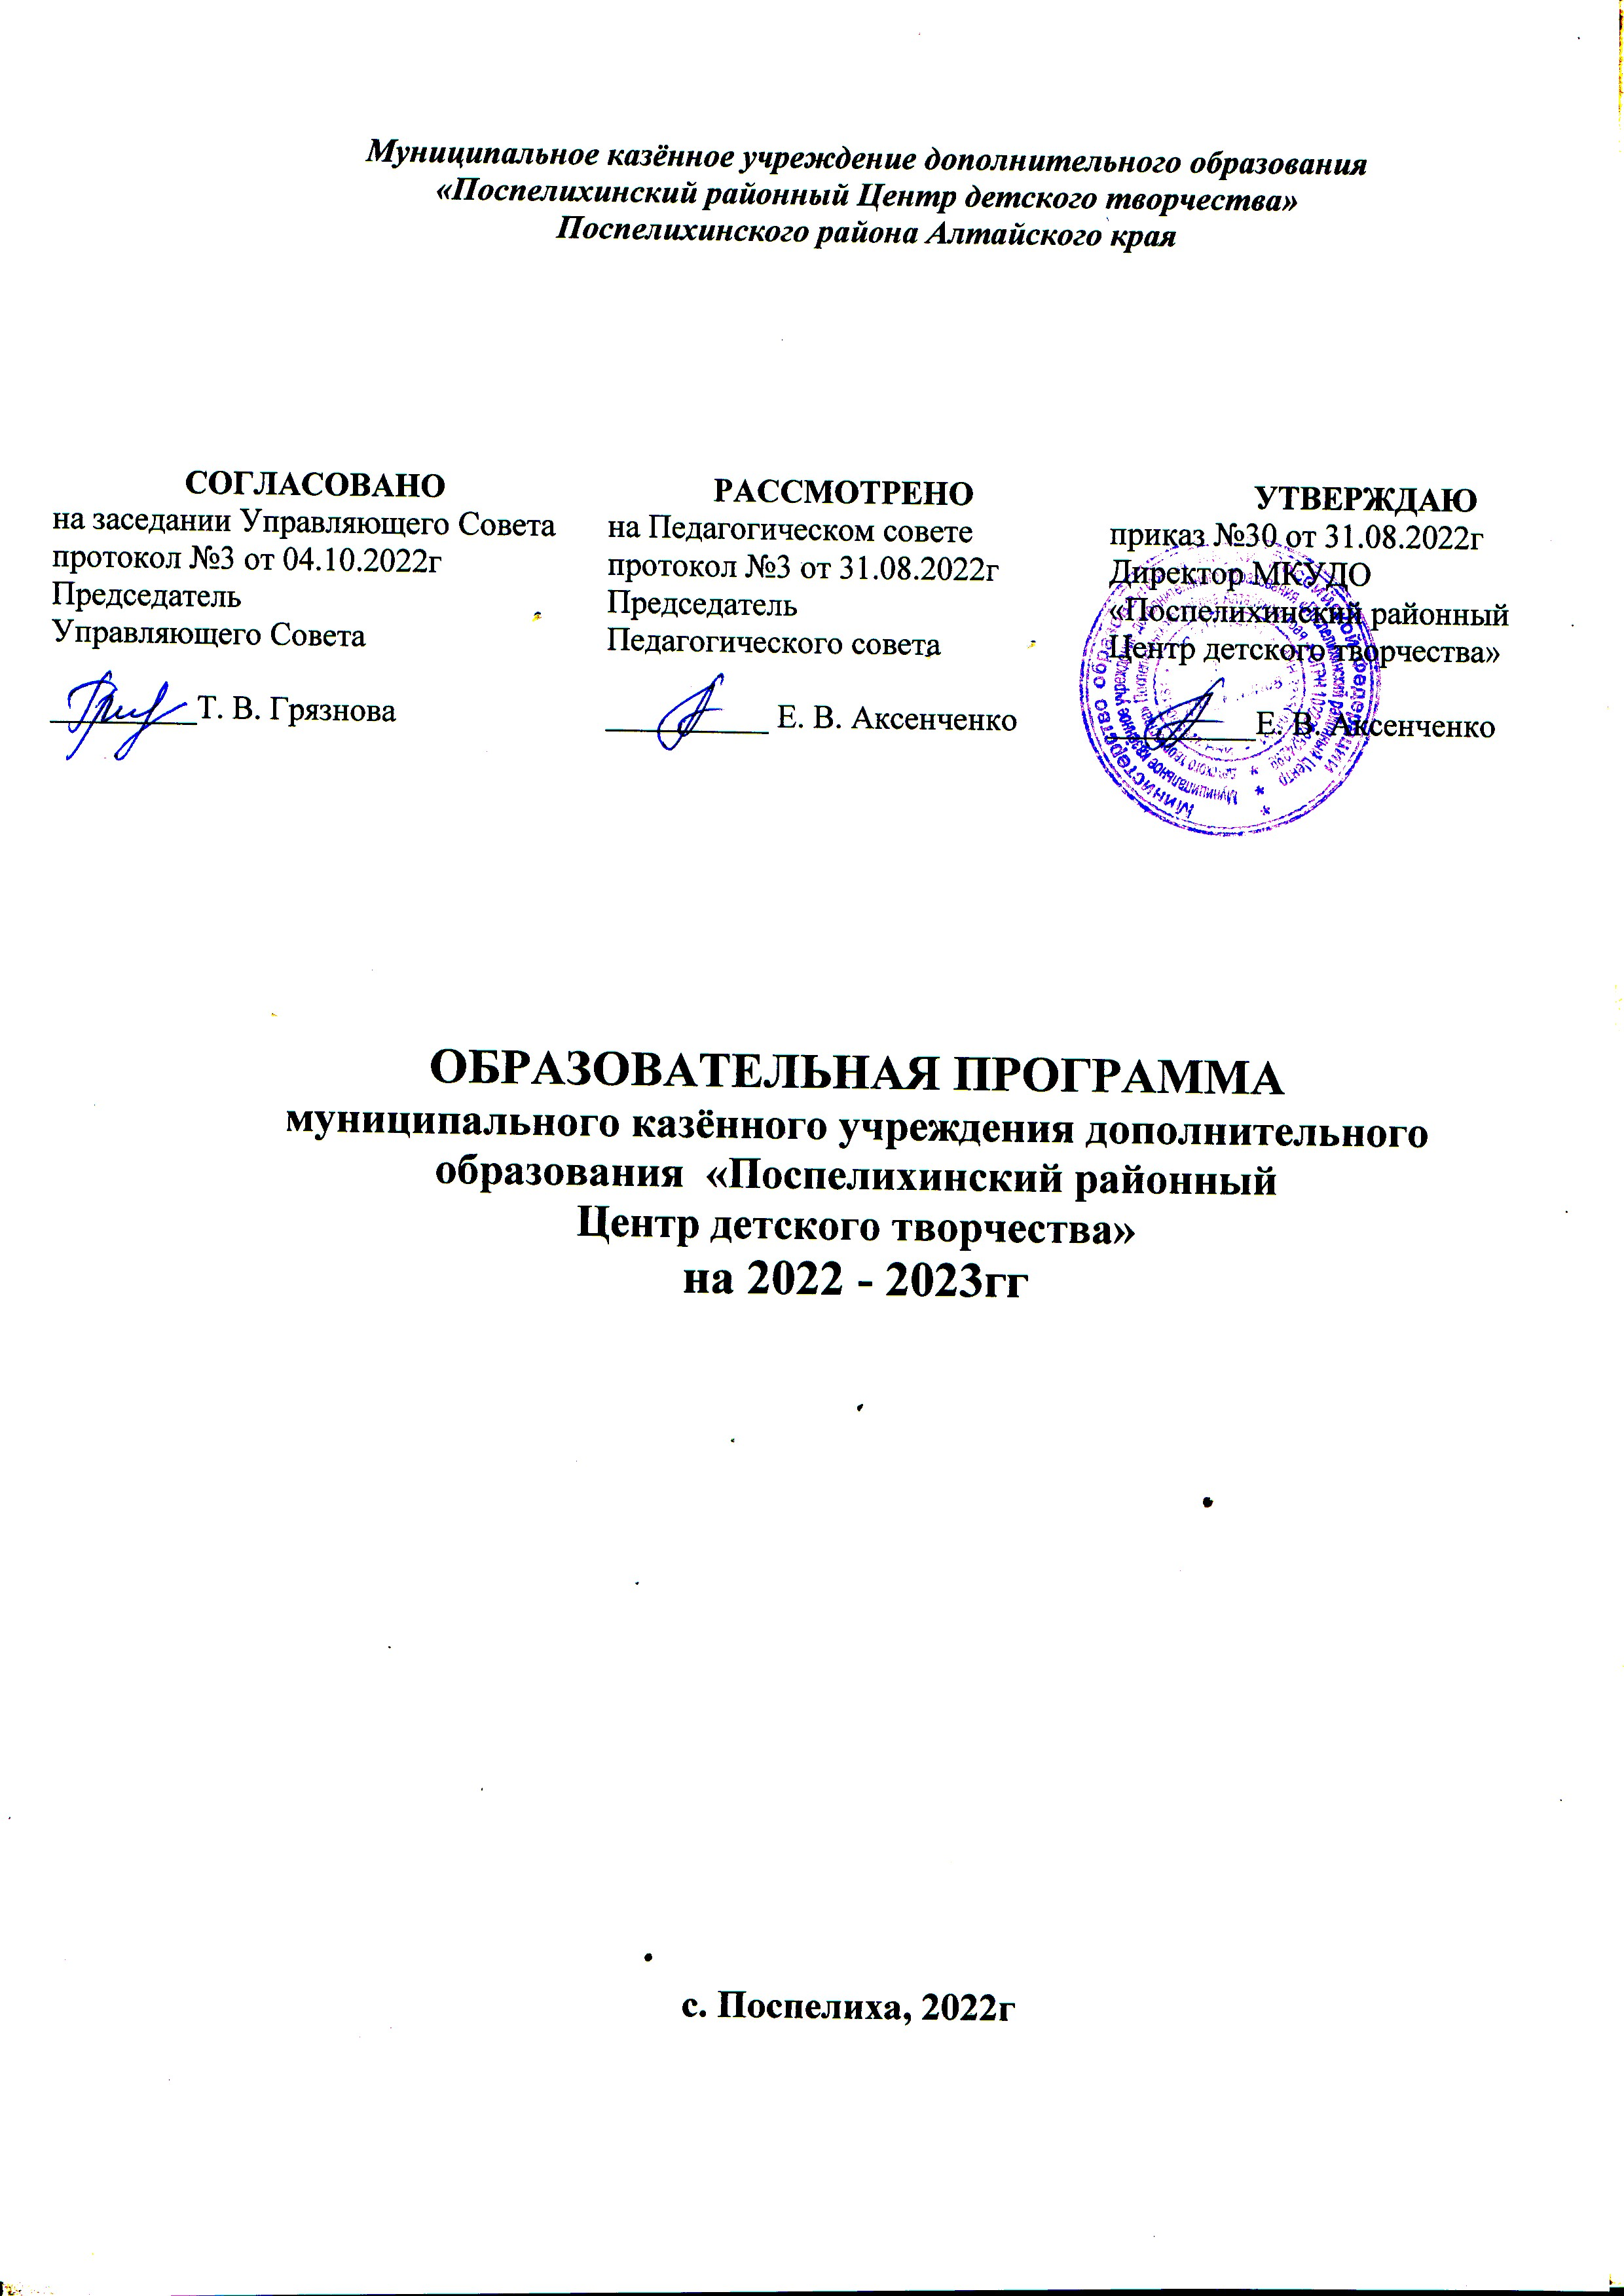 Муниципальное казённое учреждение дополнительного образования
«Поспелихинский районный Центр детского творчества»
Поспелихинского района Алтайского края
СОГЛАСОВАНО
на заседании Управляющего Совета
протокол №3 от 04.10.2022г
Председатель
Управляющего Совета
Т. В. Грязнова
РАССМОТРЕНО
на Педагогическом совете
протокол №3 от 31.08.2022г
Председатель
Педагогического совета
Е. В. Аксенченко
УТВЕРЖДАЮ
приказ №30 от 31.08.2022г
Директор МКУДО
«Поспелихинский районный
Центр детского творчества»
Е. В. Аксенченко
ОБРАЗОВАТЕЛЬНАЯ ПРОГРАММА
муниципального казённого учреждения дополнительного
образования «Поспелихинский районный
Центр детского творчества»
на 2022 - 2023гг
с. Поспелиха, 2022г